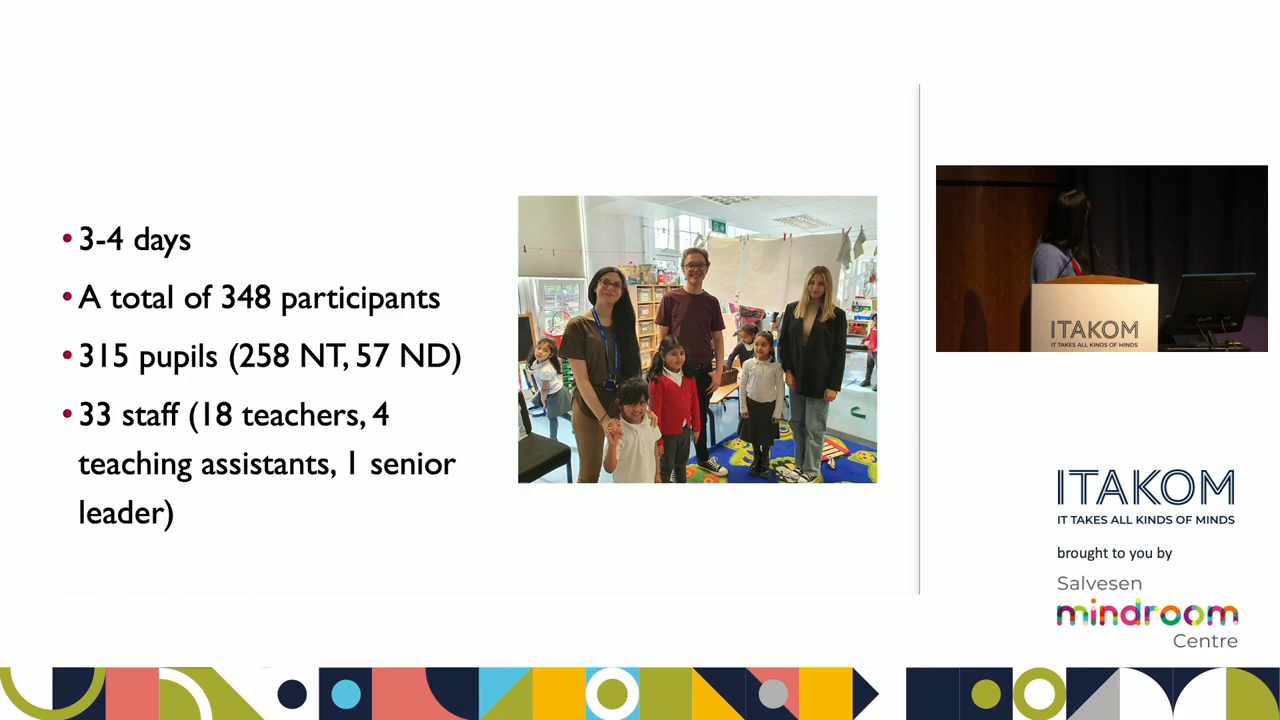 • 3-4 days
• A total of 348 participants
• 315 pupils (258 NT, 57 ND)
• 33 staff (18 teachers, 4
teaching assistants, 1 senior
leader)
ITAKOM
IT TAKES ALL KINDS OF MINDS
ITAKOM
IT TAKES ALL KINDS OF MINDS
brought to you by
Salvesen
mindroom
Centre